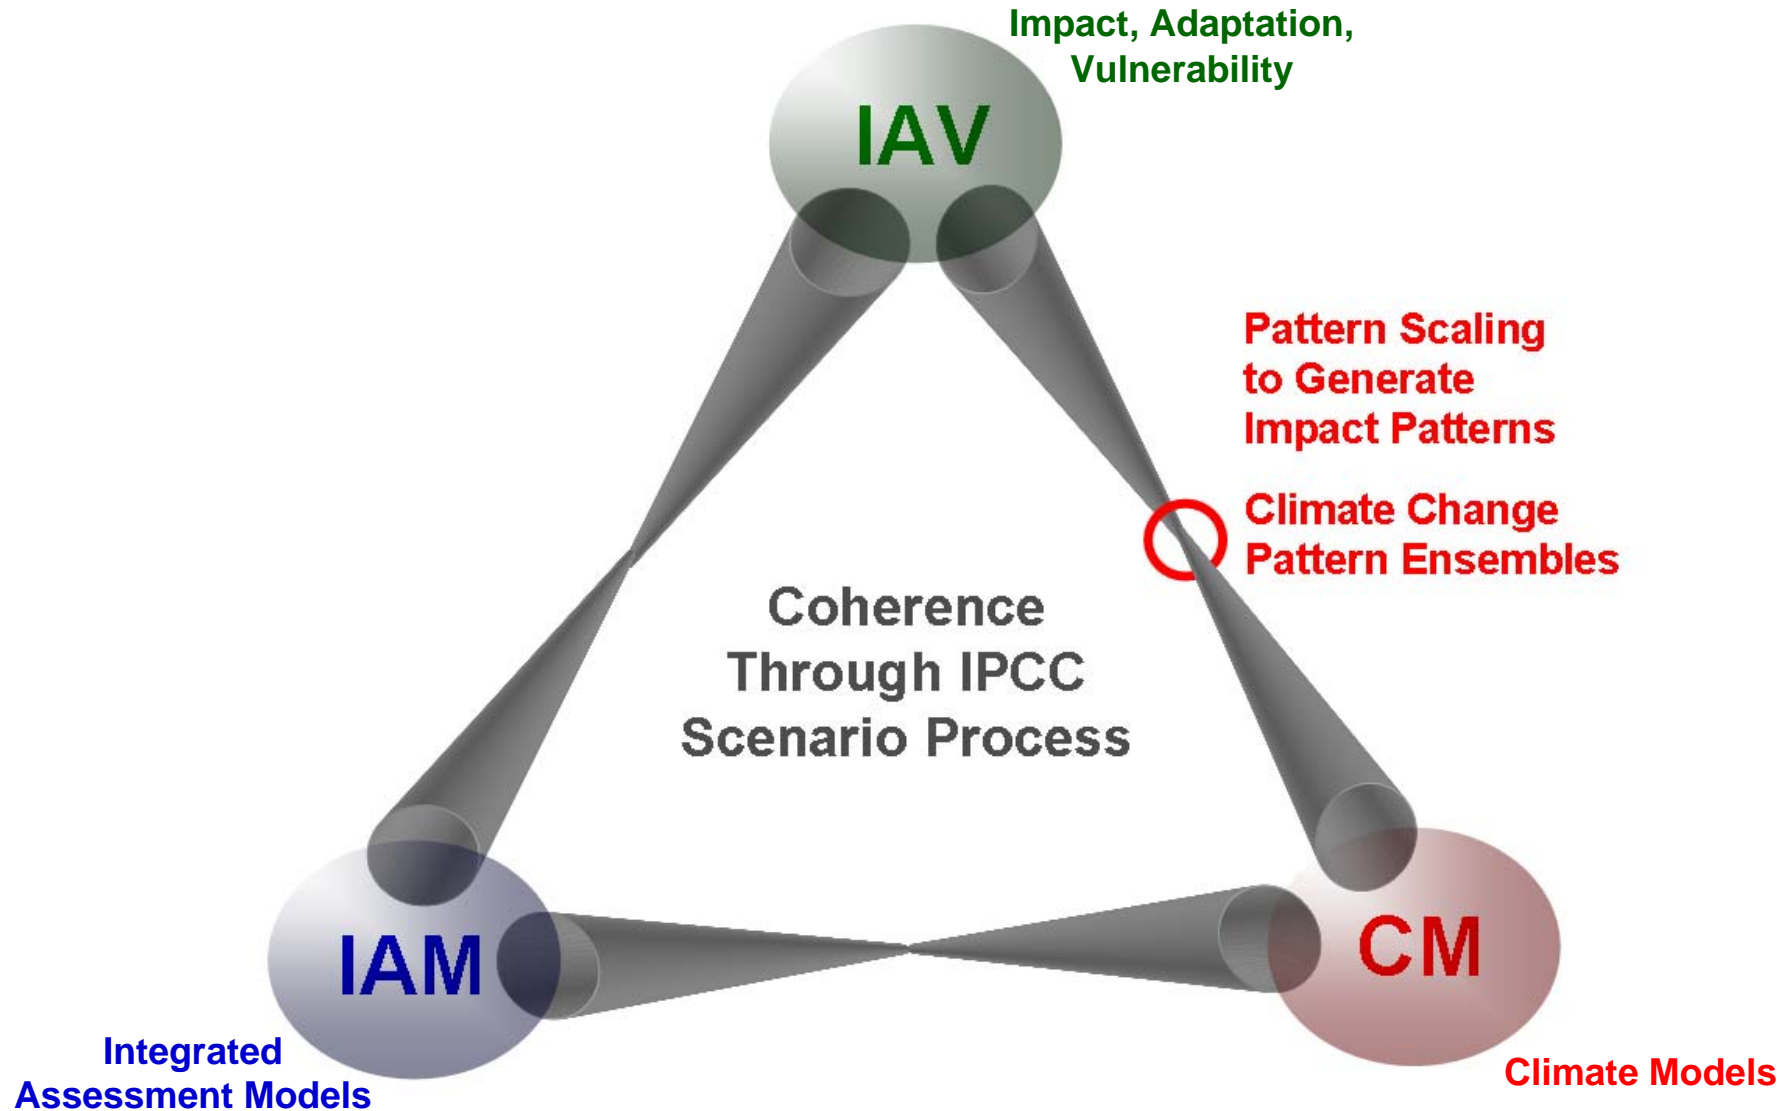 Impact, Adaptation,
Vulnerability
IAV
Pattern Scaling
to Generate
Impact Patterns
Climate Change
Pattern Ensembles
Coherence
Through IPCC
Scenario Process
IAM
CM
Integrated
Assessment Models
Climate Models